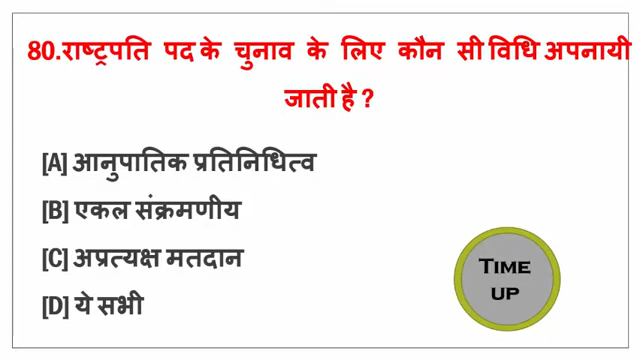 80.राष्ट्रपति पद के चुनाव के लिए कौन सी विधि अपनायी
जाती है ?
[A] आनुपातिक प्रतिनिधित्व
[B] एकल संक्रमणीय
[C] अप्रत्यक्ष मतदान
[D] ये सभी
TIME
UP